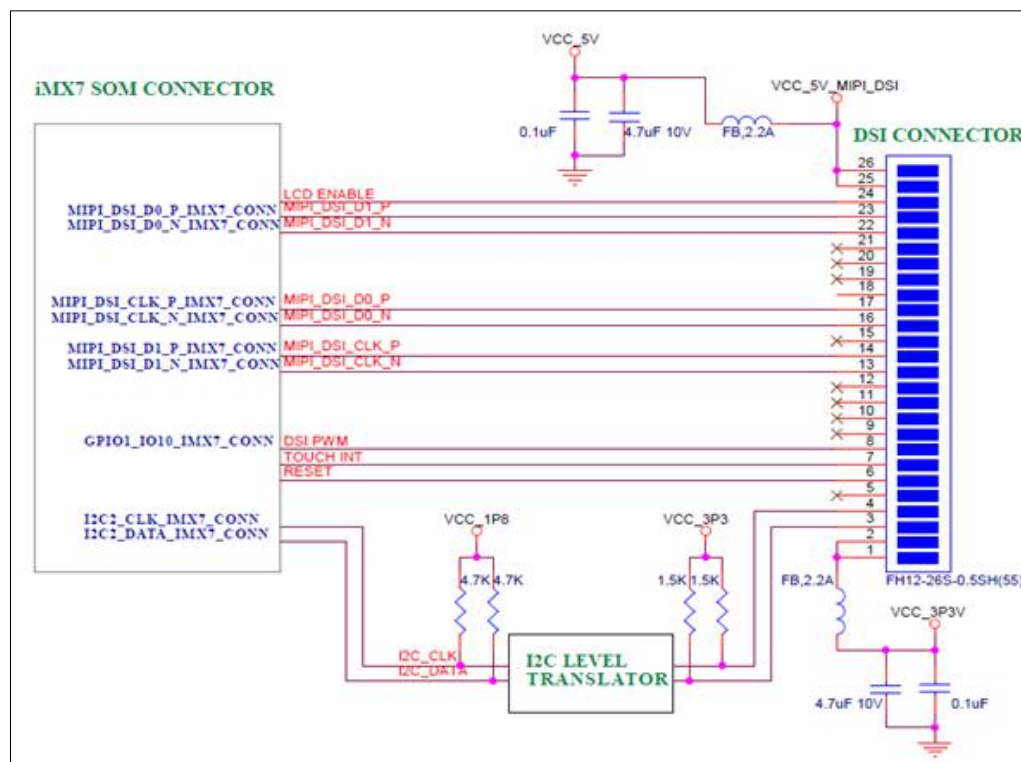 VCC_5V
iMX7 SOM CONNECTOR
VCC_5V_MIPI_DSI
0.1uF
4.7uF 10V
FB,2.2A
DSI CONNECTOR
26
25
LCD ENABLE
24
MIPI_DSI_D0_P_IMX7_CONN
MIPI_DSI_D1_P
23
MIPI_DSI_D0_N_IMX7_CONN
MIPI_DSI_D1_N
22
21
20
19
18
MIPI_DSI_CLK_P_IMX7_CONN
MIPI_DSI_D0_P
17
MIPI_DSI_CLK_N_IMX7_CONN
MIPI_DSI_D0_N
16
15
MIPI_DSI_D1_P_IMX7_CONN
MIPI_DSI_CLK_P
14
MIPI_DSI_D1_N_IMX7_CONN
MIPI_DSI_CLK_N
13
12
11
10
9
GPIO1_IO10_IMX7_CONN
DSI PWM
8
TOUCH INT
7
RESET
6
5
I2C2_CLK_IMX7_CONN
VCC_1P8
VCC_3P3
4
3
I2C2_DATA_IMX7_CONN
2
1
4.7K 4.7K
1.5K 1.5K
FB,2.2A
FH12-26S-0.5SH(55)
VCC_3P3V
I2C_CLK
I2C_DATA
I2C LEVEL
TRANSLATOR
4.7uF 10V
0.1uF